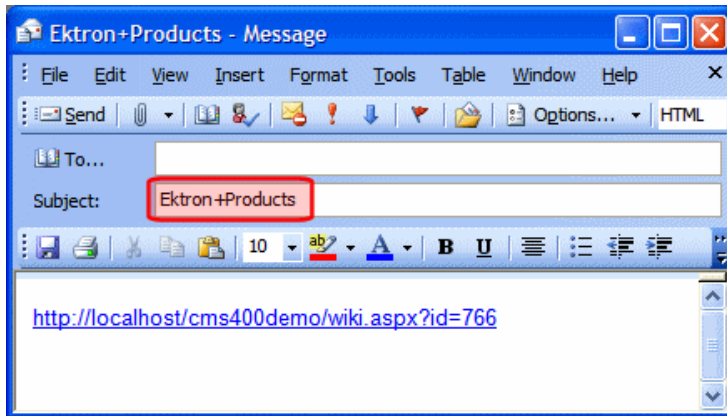 Ektron+Products - Message
File Edit View Insert Format Tools Table Window Help
Send Options... HTML
To...
Subject: Ektron+Products
10 ab A B U
http://localhost/cms400demo/wiki.aspx?id=766